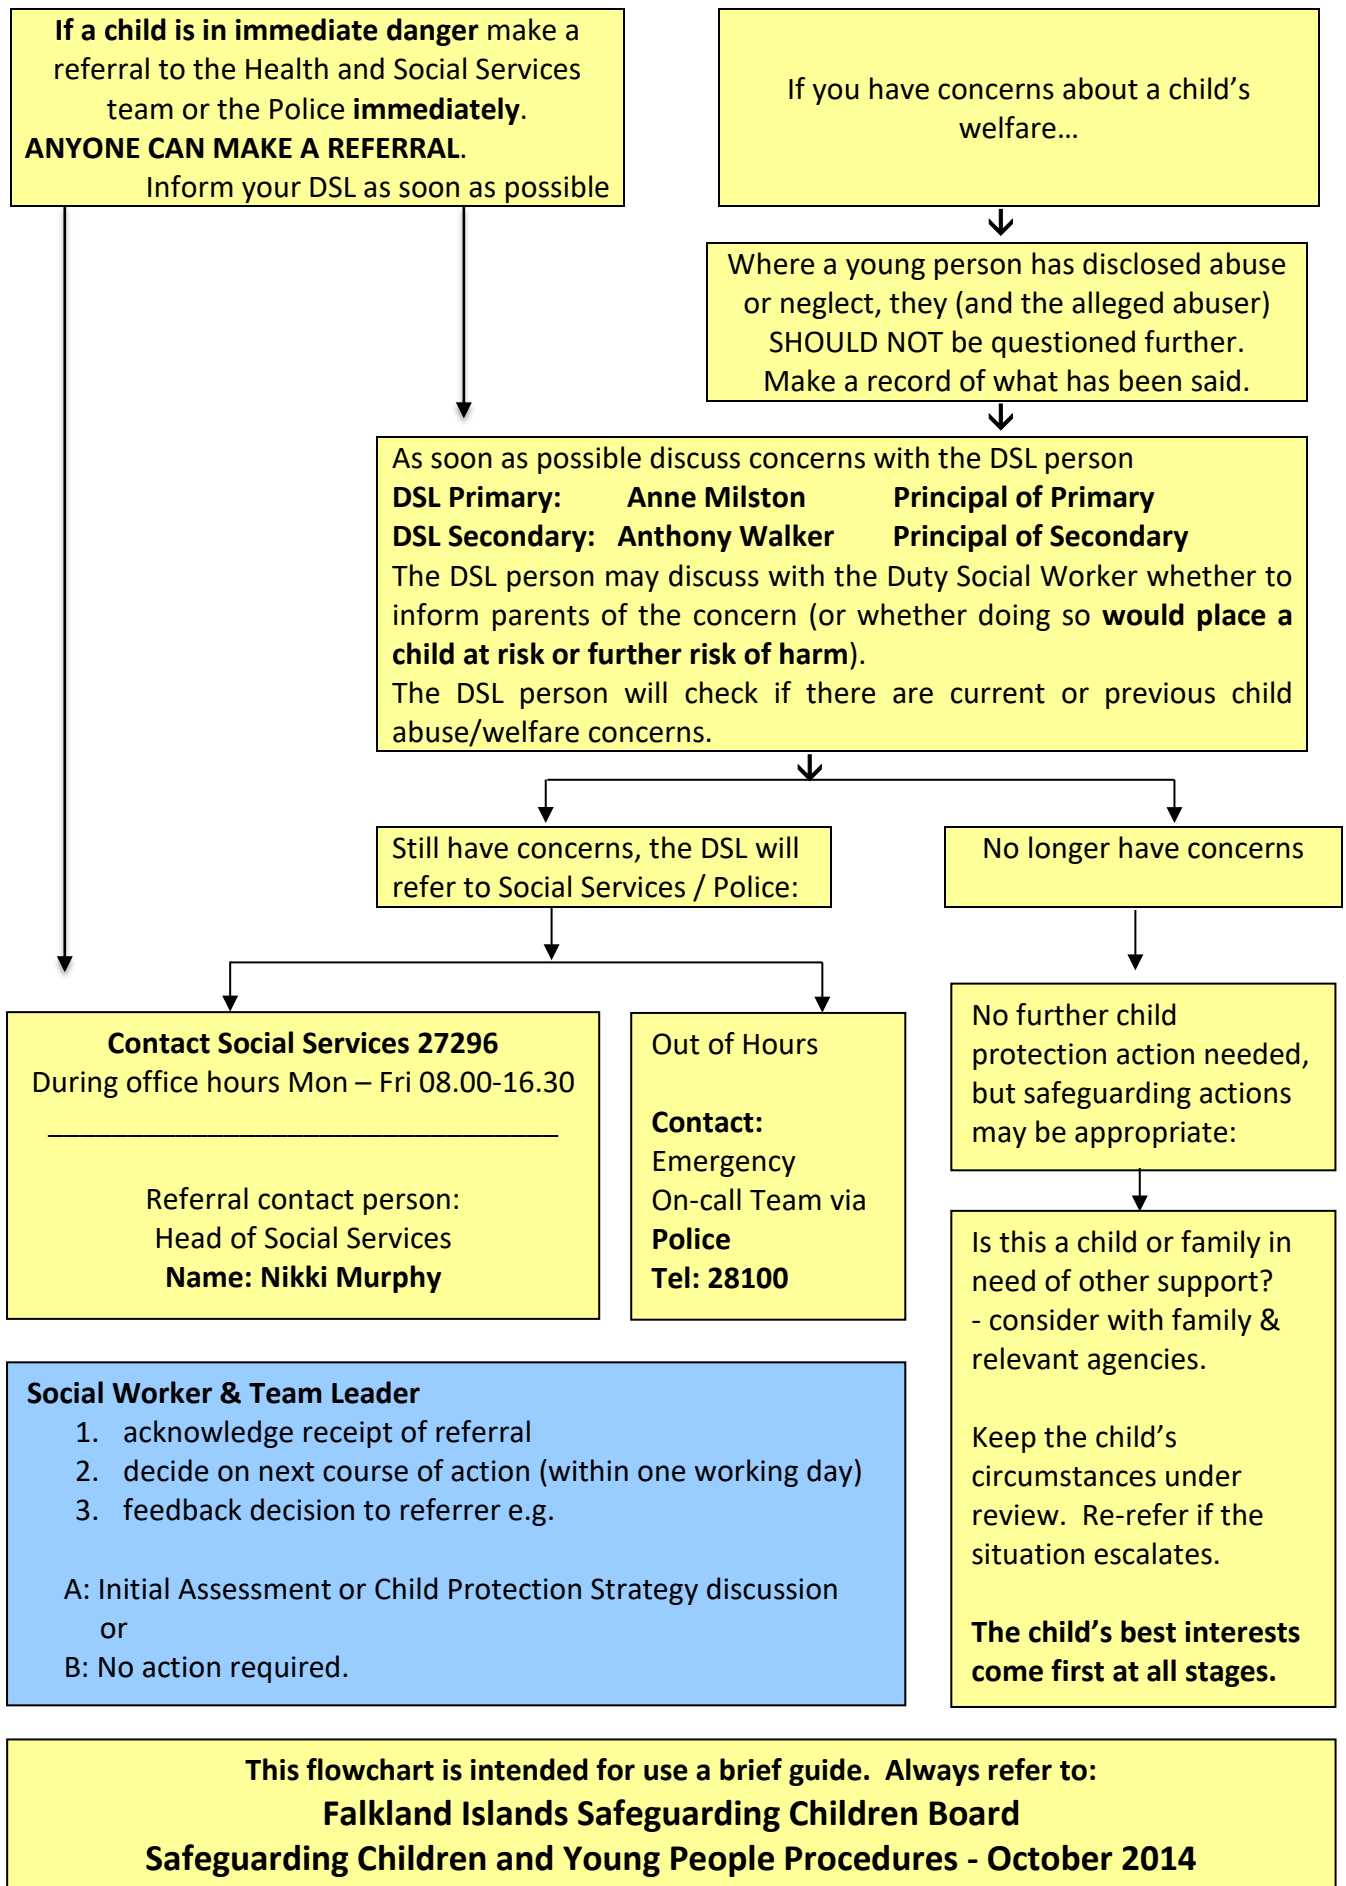 If a child is in immediate danger make a
referral to the Health and Social Services
team or the Police immediately.
ANYONE CAN MAKE A REFERRAL.
Inform your DSL as soon as possible
If you have concerns about a child’s
welfare…
Where a young person has disclosed abuse
or neglect, they (and the alleged abuser)
SHOULD NOT be questioned further.
Make a record of what has been said.
As soon as possible discuss concerns with the DSL person
DSL Primary: Anne Milston Principal of Primary
DSL Secondary: Anthony Walker Principal of Secondary
The DSL person may discuss with the Duty Social Worker whether to
inform parents of the concern (or whether doing so would place a
child at risk or further risk of harm).
The DSL person will check if there are current or previous child
abuse/welfare concerns.
Still have concerns, the DSL will
refer to Social Services / Police:
No longer have concerns
Contact Social Services 27296
During office hours Mon – Fri 08.00-16.30
Referral contact person:
Head of Social Services
Name: Nikki Murphy
Out of Hours
Contact:
Emergency
On-call Team via
Police
Tel: 28100
No further child
protection action needed,
but safeguarding actions
may be appropriate:
Is this a child or family in
need of other support?
- consider with family &
relevant agencies.
Keep the child’s
circumstances under
review. Re-refer if the
situation escalates.
The child’s best interests
come first at all stages.
Social Worker & Team Leader
1. acknowledge receipt of referral
2. decide on next course of action (within one working day)
3. feedback decision to referrer e.g.
A: Initial Assessment or Child Protection Strategy discussion
or
B: No action required.
This flowchart is intended for use a brief guide. Always refer to:
Falkland Islands Safeguarding Children Board
Safeguarding Children and Young People Procedures - October 2014